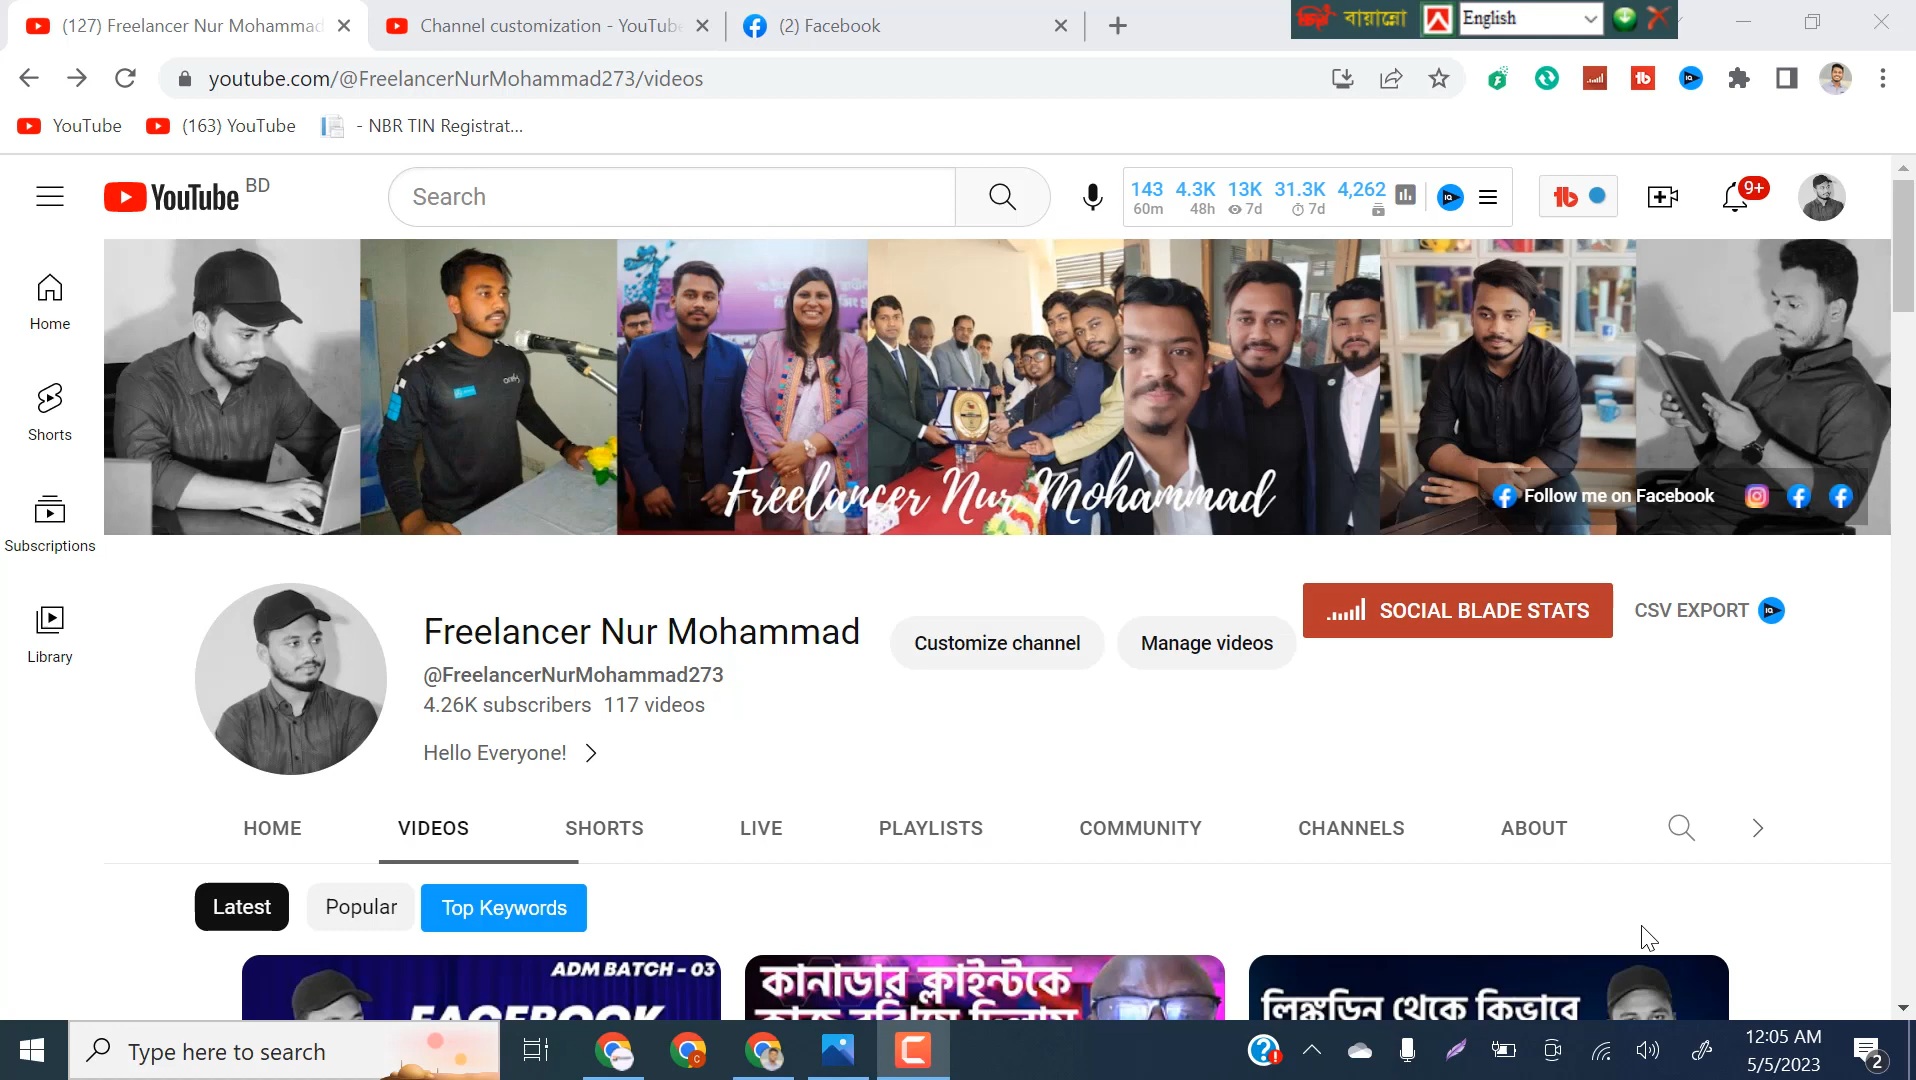 (127) Freelancer Nur Mohammad
Channel customization - YouTube
(2) Facebook
বায়ান্নো
English
youtube.com/@FreelancerNurMohammad273/videos
YouTube
(163) YouTube
- NBR TIN Registrat...
YouTube BD
Search
143 4.3K 13K 31.3K 4,262
60m 48h 7d 7d
9+
Home
Shorts
Subscriptions
Library
Freelancer Nur Mohammad
Follow me on Facebook
Freelancer Nur Mohammad
@FreelancerNurMohammad273
4.26K subscribers 117 videos
Hello Everyone!
Customize channel
Manage videos
SOCIAL BLADE STATS
CSV EXPORT
HOME
VIDEOS
SHORTS
LIVE
PLAYLISTS
COMMUNITY
CHANNELS
ABOUT
Latest
Popular
Top Keywords
ADM BATCH - 03
FACEBOOK
কানাডার ক্লাইন্টকে
লিঙ্কডিন থেকে কিভাবে
Type here to search
12:05 AM
5/5/2023
2